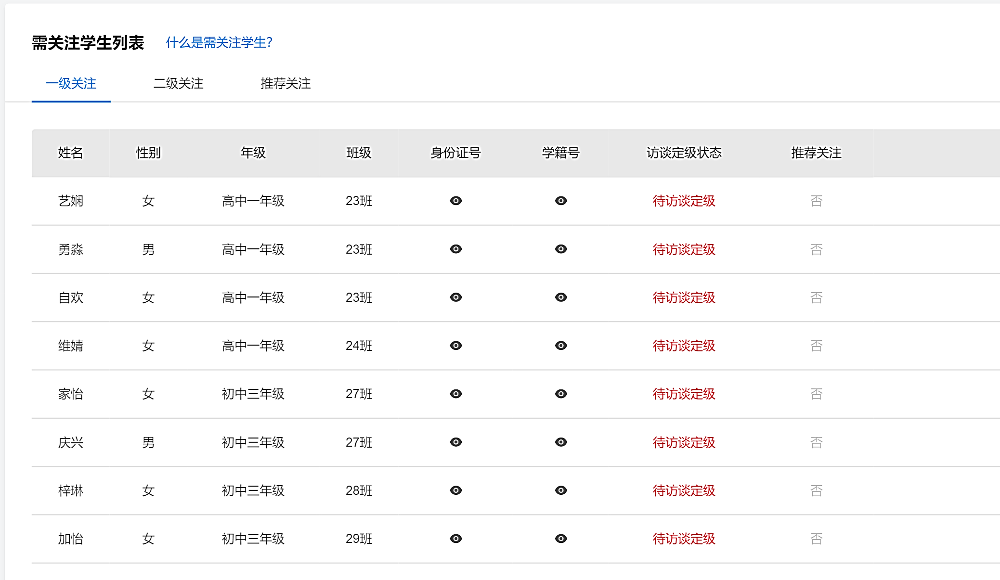 需关注学生列表 什么是需关注学生?
一级关注 二级关注 推荐关注
姓名 性别 年级 班级 身份证号 学籍号 访谈定级状态 推荐关注
艺娴 女 高中一年级 23班 待访谈定级 否
勇淼 男 高中一年级 23班 待访谈定级 否
自欢 女 高中一年级 23班 待访谈定级 否
维婧 女 高中一年级 24班 待访谈定级 否
家怡 女 初中三年级 27班 待访谈定级 否
庆兴 男 初中三年级 27班 待访谈定级 否
梓琳 女 初中三年级 28班 待访谈定级 否
加怡 女 初中三年级 29班 待访谈定级 否